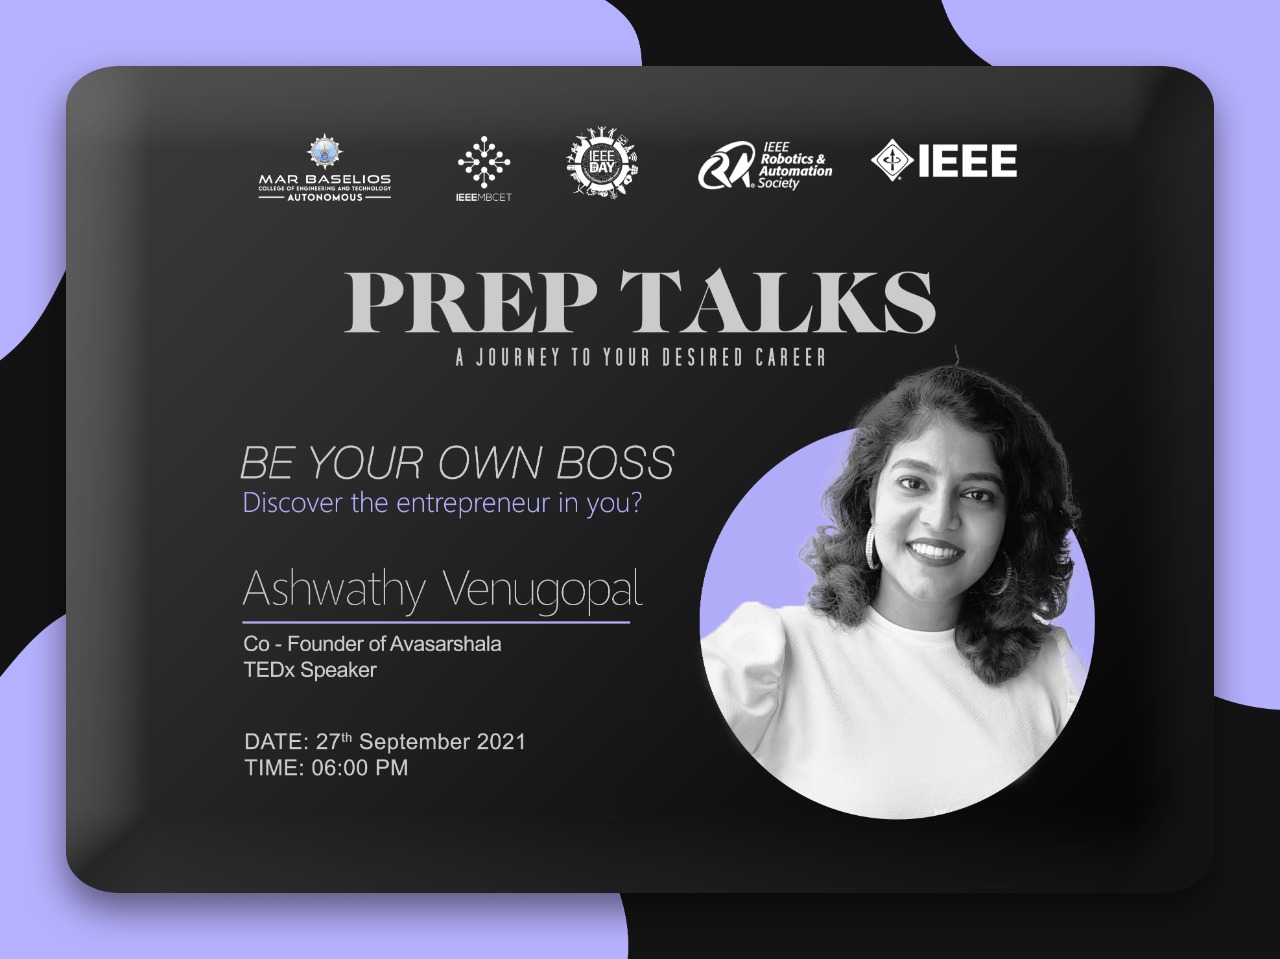 MAR BASELIOS
COLLEGE OF ENGINEERING AND TECHNOLOGY
AUTONOMOUS
IEEEMBCET
IEEE
DAY
IEEE
Robotics &
Automation
Society
IEEE
PREP TALKS
A JOURNEY TO YOUR DESIRED CAREER
BE YOUR OWN BOSS
Discover the entrepreneur in you?
Ashwathy Venugopal
Co - Founder of Avasarshala
TEDx Speaker
DATE: 27th September 2021
TIME: 06:00 PM